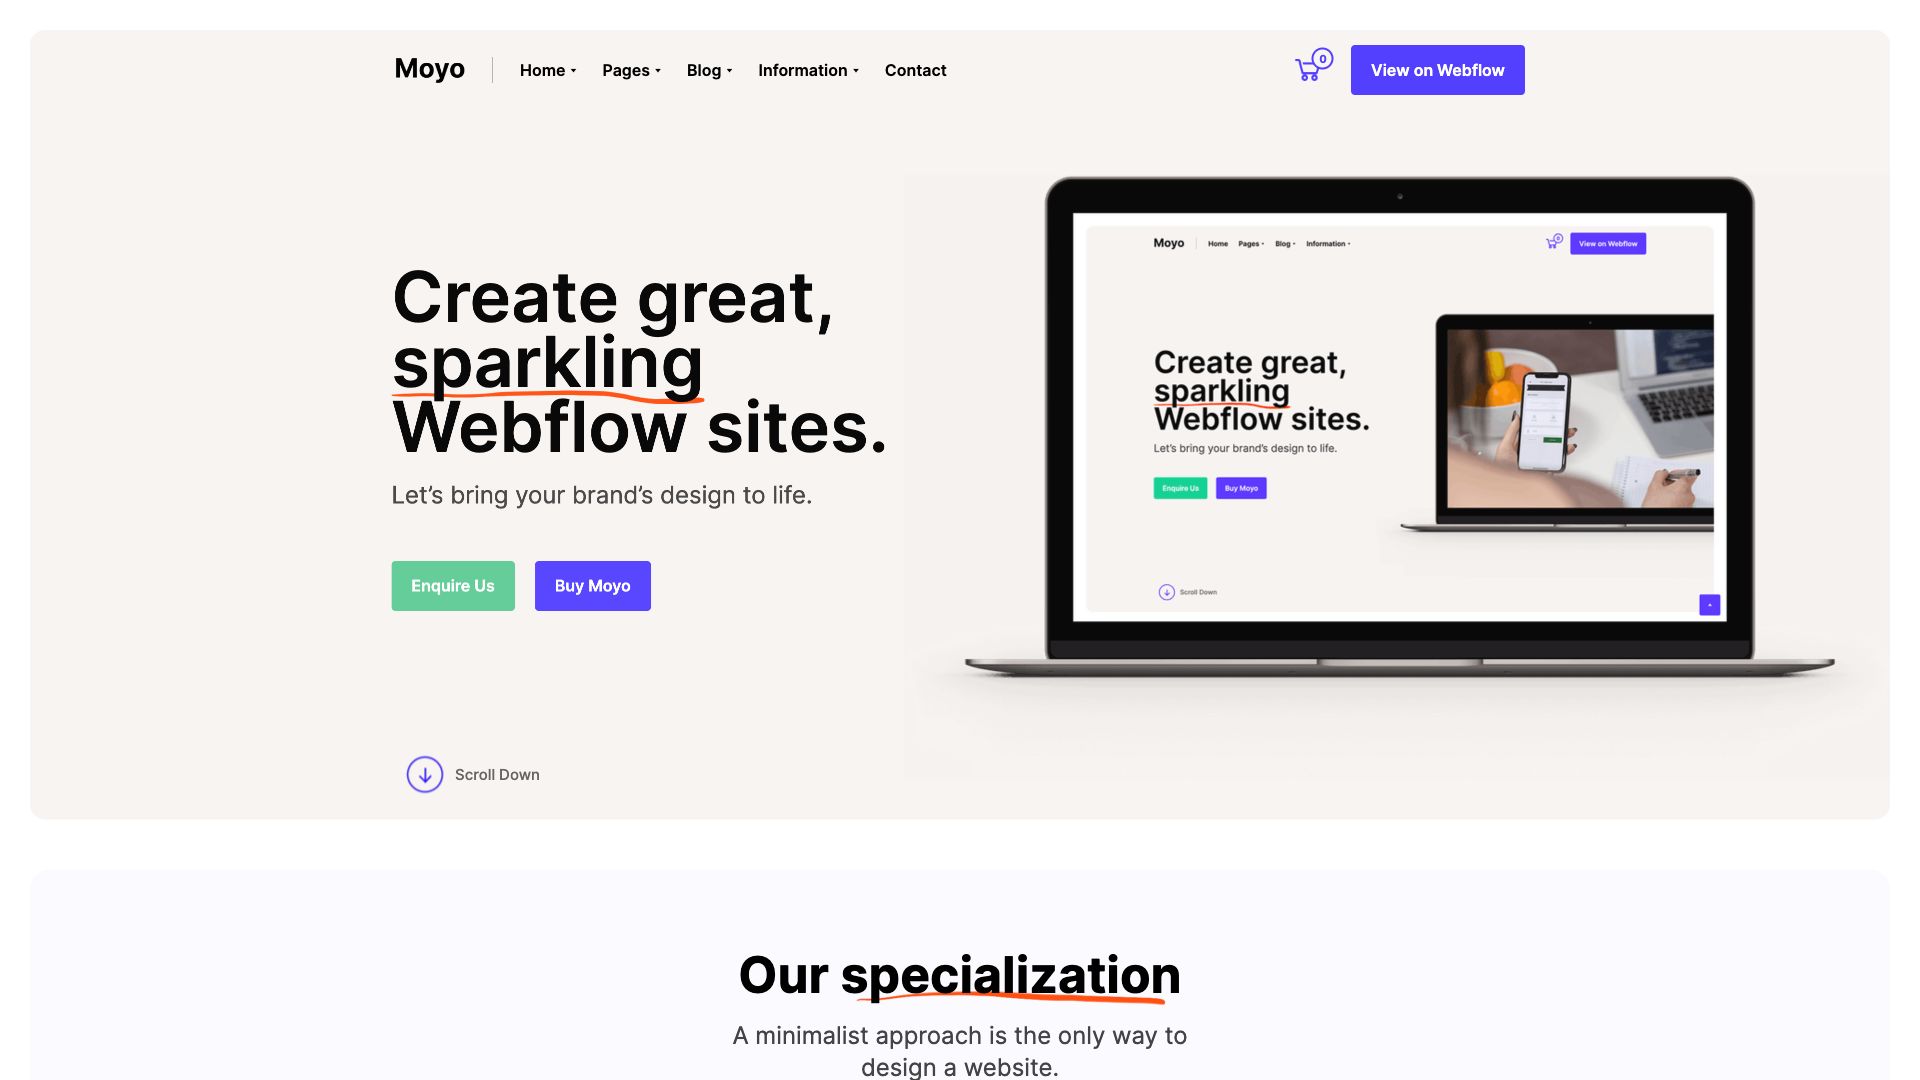 Moyo
Home
Pages
Blog
Information
Contact
0
View on Webflow
Create great,
sparkling
Webflow sites.
Let’s bring your brand’s design to life.
Enquire Us
Buy Moyo
Scroll Down
Moyo
Home
Pages
Blog
Information
0
View on Webflow
Create great,
sparkling
Webflow sites.
Let’s bring your brand’s design to life.
Enquire Us
Buy Moyo
Scroll Down
Our specialization
A minimalist approach is the only way to
design a website.